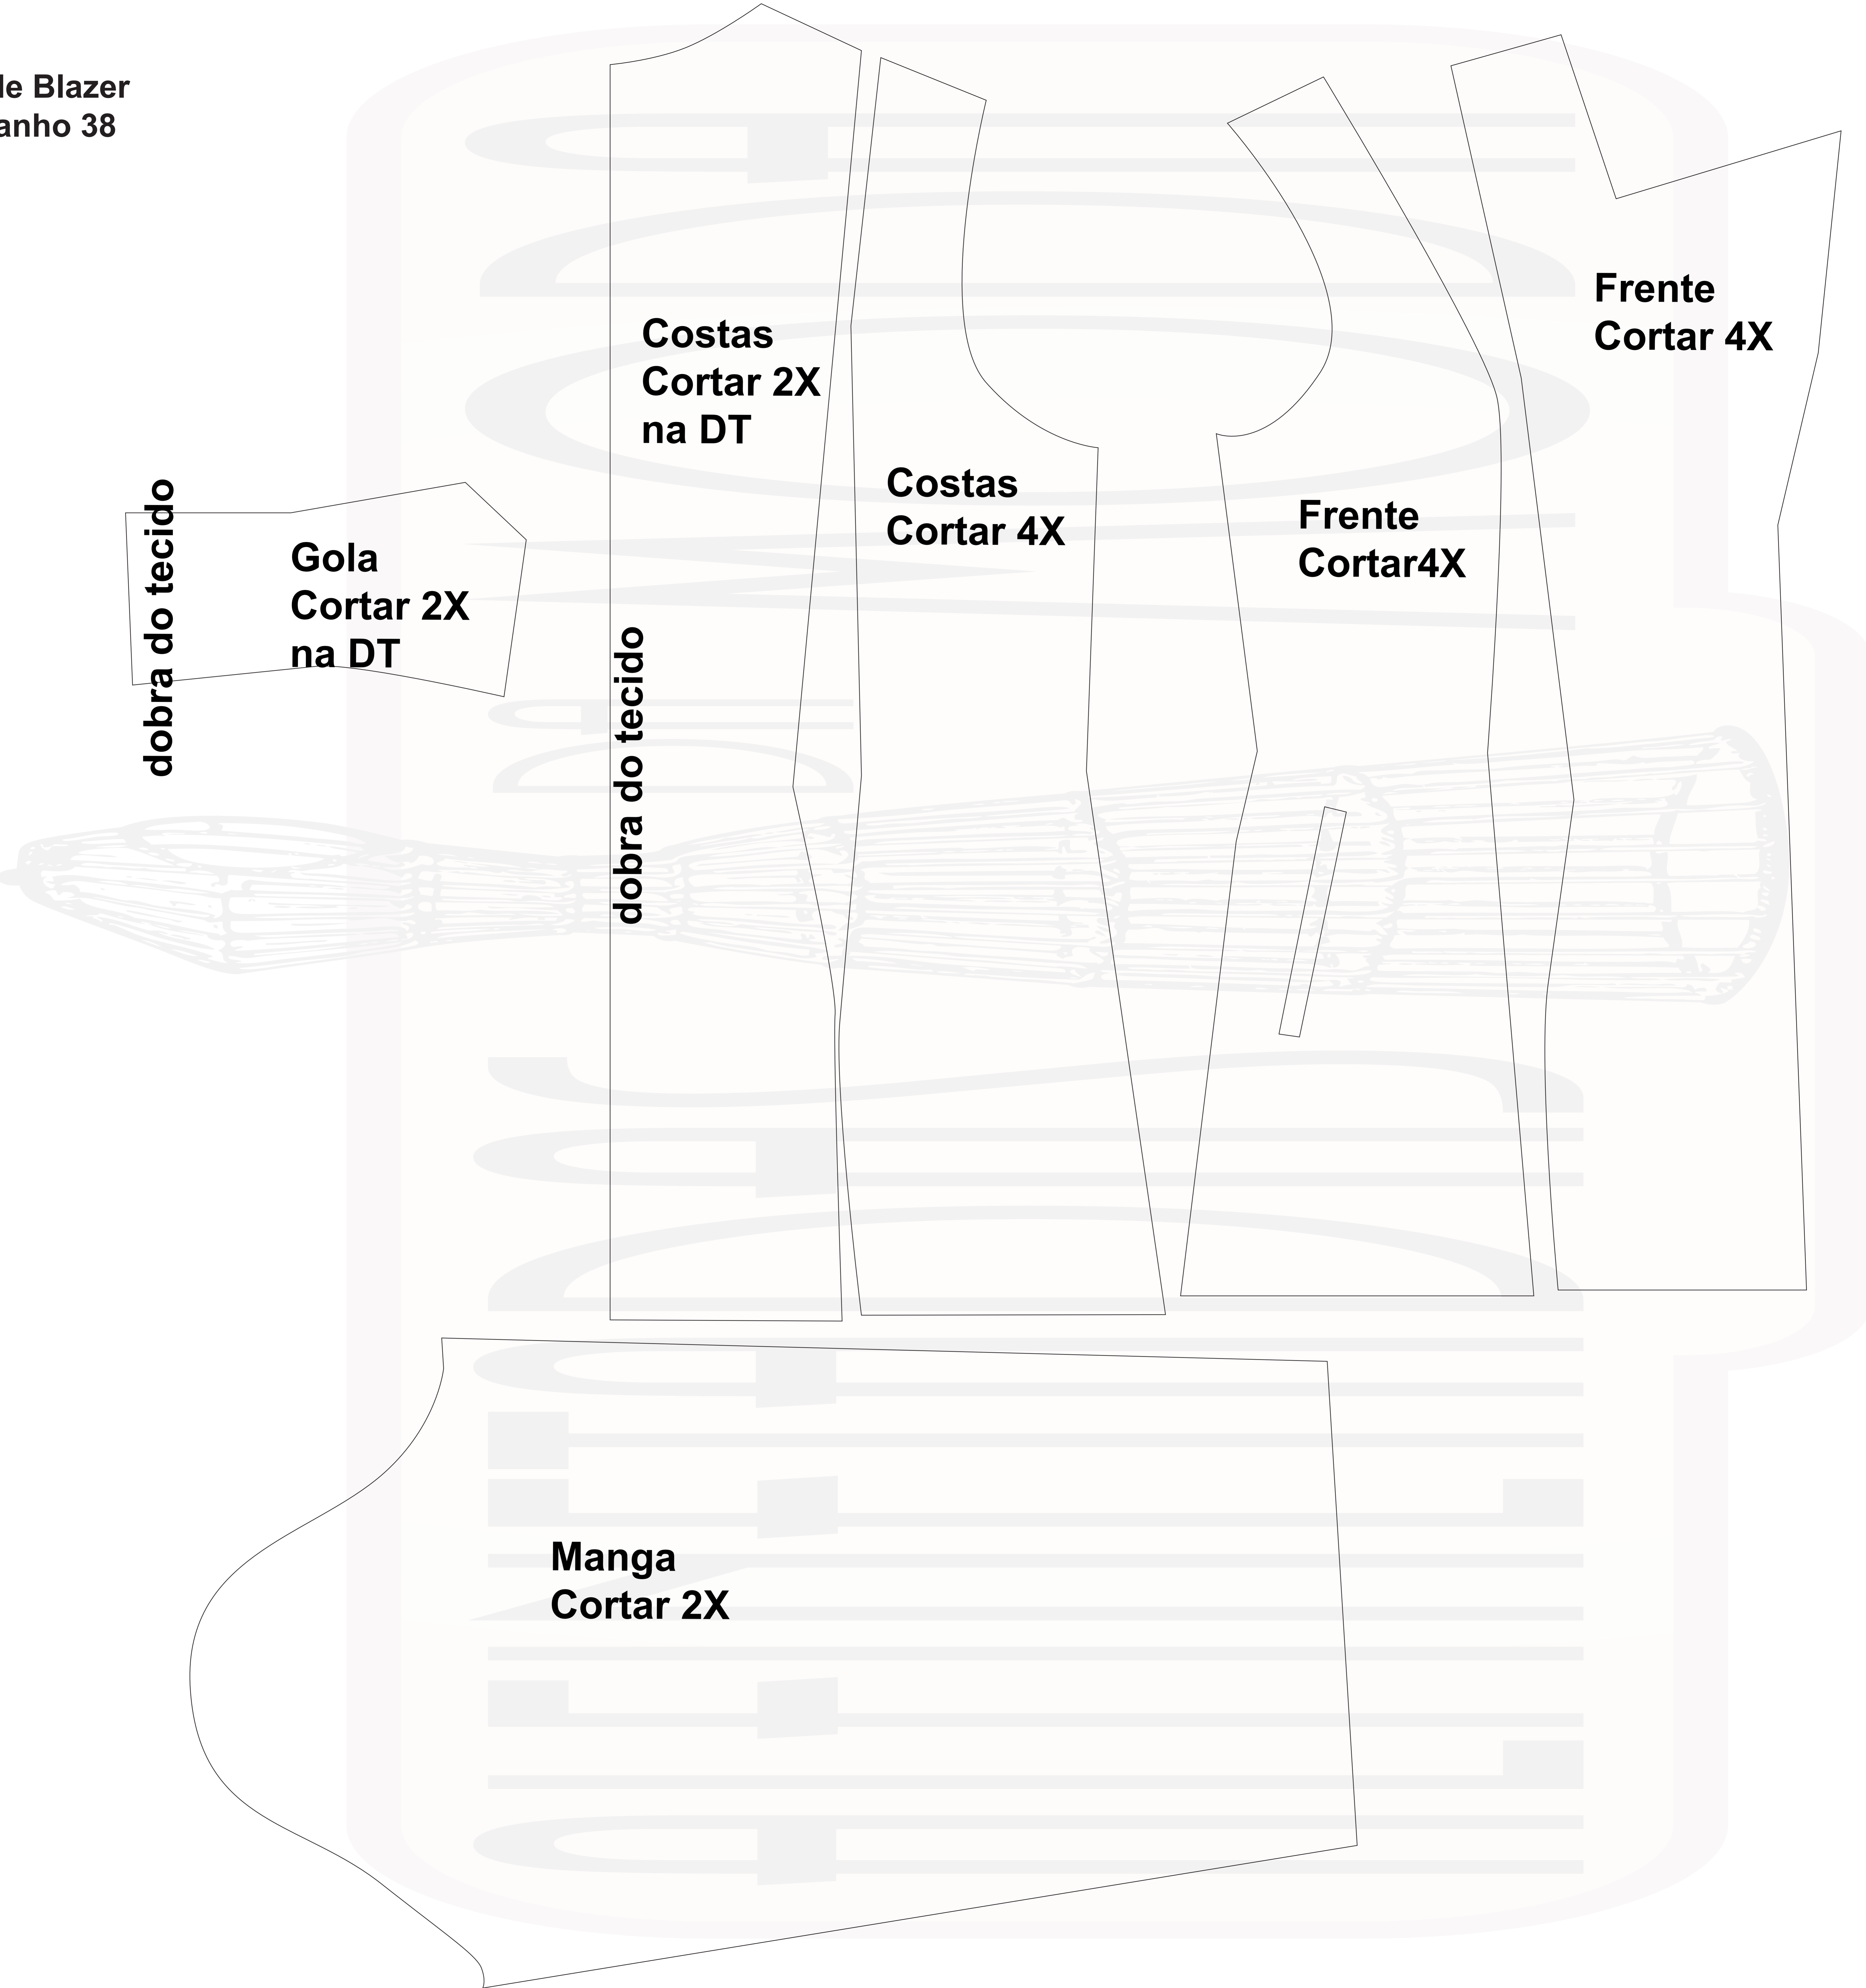 le Blazer
anho 38
Costas
Cortar 2X
na DT
dobra do tecido
Costas
Cortar 4X
Frente
Cortar4X
Frente
Cortar 4X
Gola
Cortar 2X
na DT
dobra do tecido
Manga
Cortar 2X